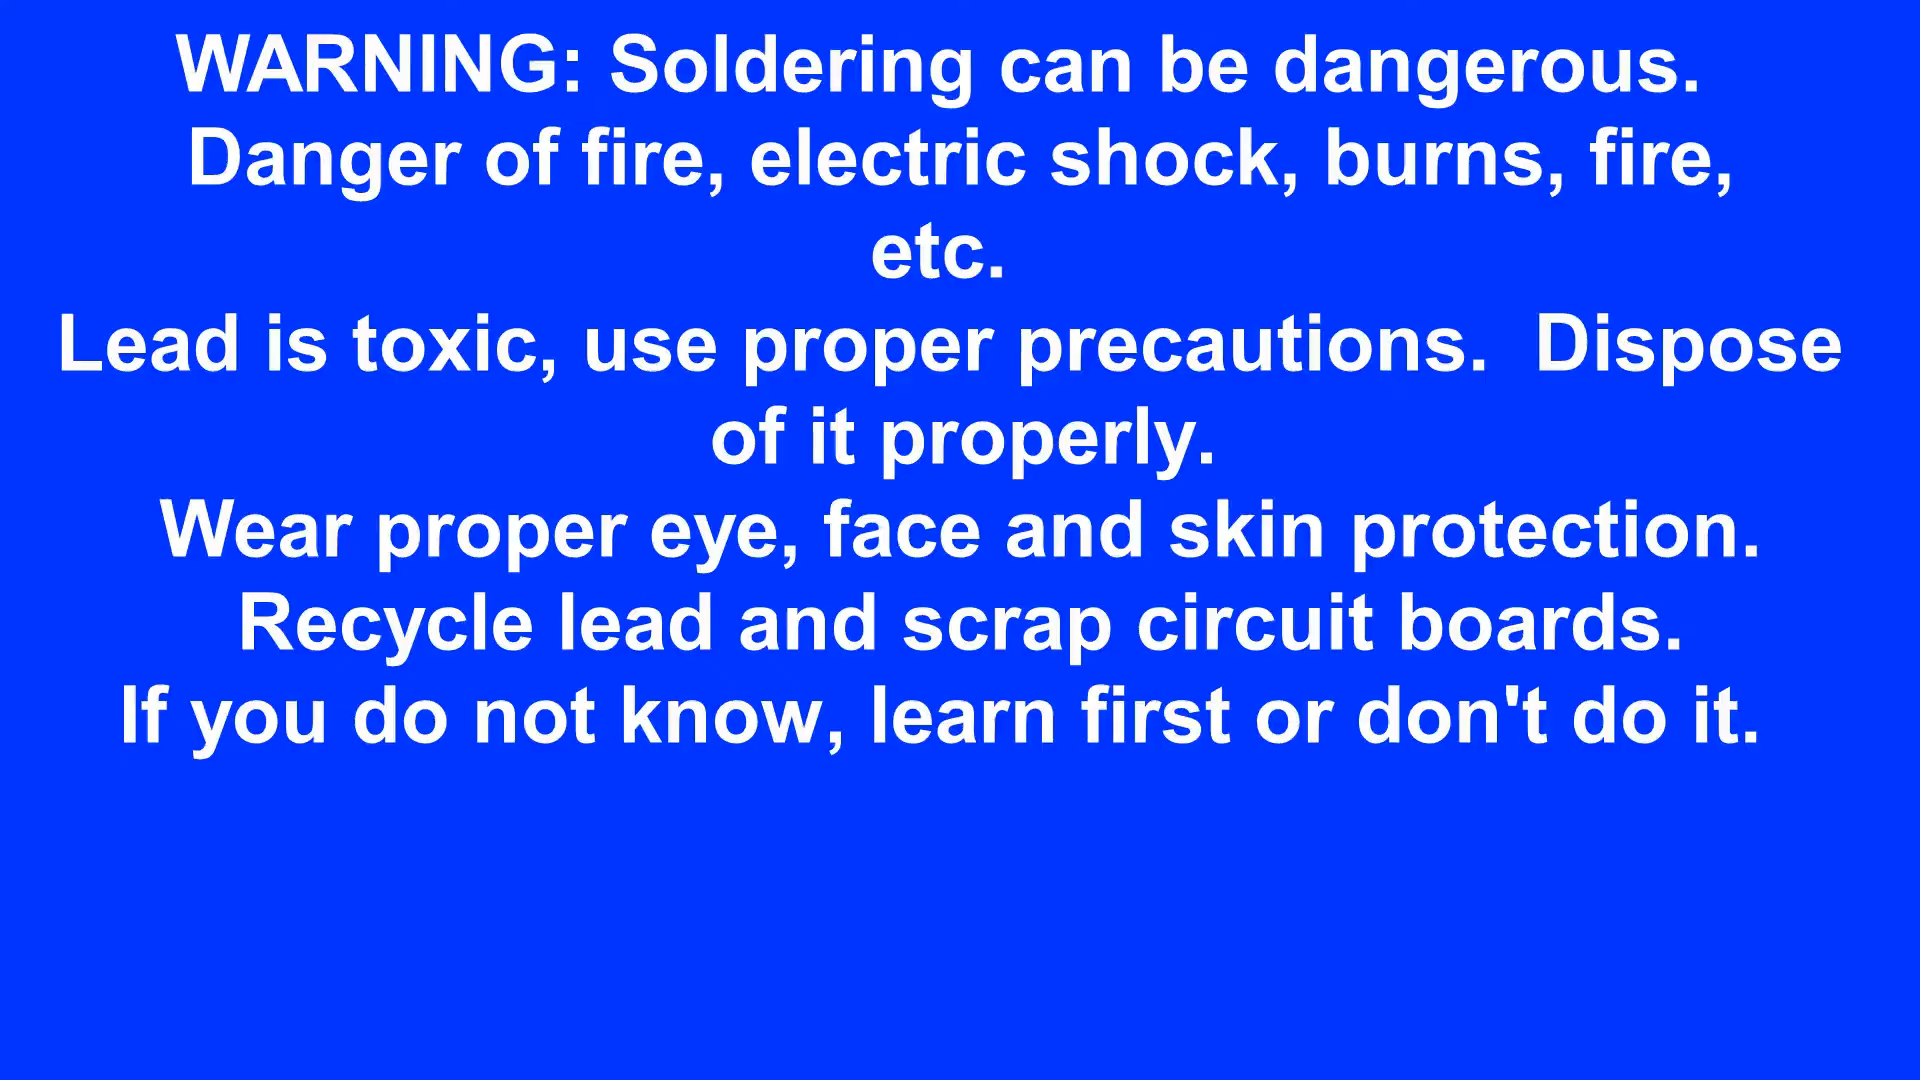 WARNING: Soldering can be dangerous.
Danger of fire, electric shock, burns, fire,
etc.
Lead is toxic, use proper precautions.  Dispose
of it properly.
Wear proper eye, face and skin protection.
Recycle lead and scrap circuit boards.
If you do not know, learn first or don't do it.